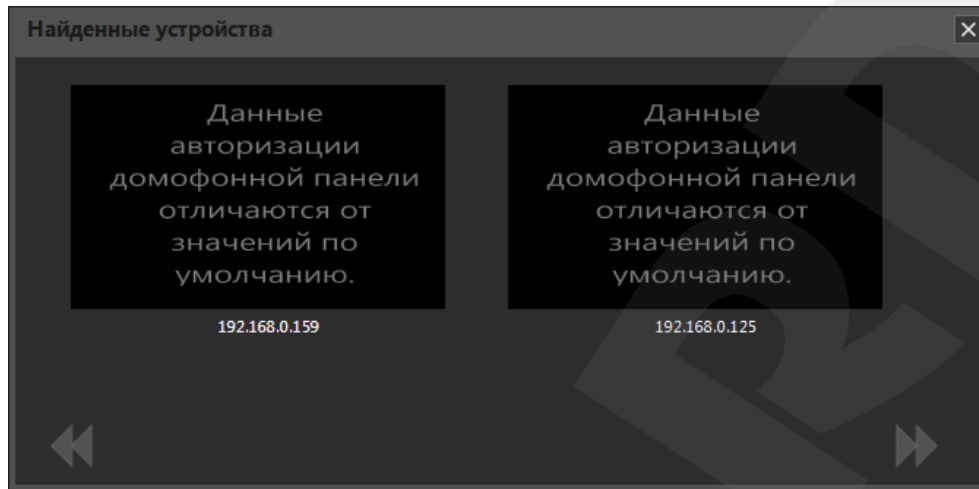 Найденные устройства
Данные
авторизации
домофонной панели
отличаются от
значений по
умолчанию.
192.168.0.159
Данные
авторизации
домофонной панели
отличаются от
значений по
умолчанию.
192.168.0.125